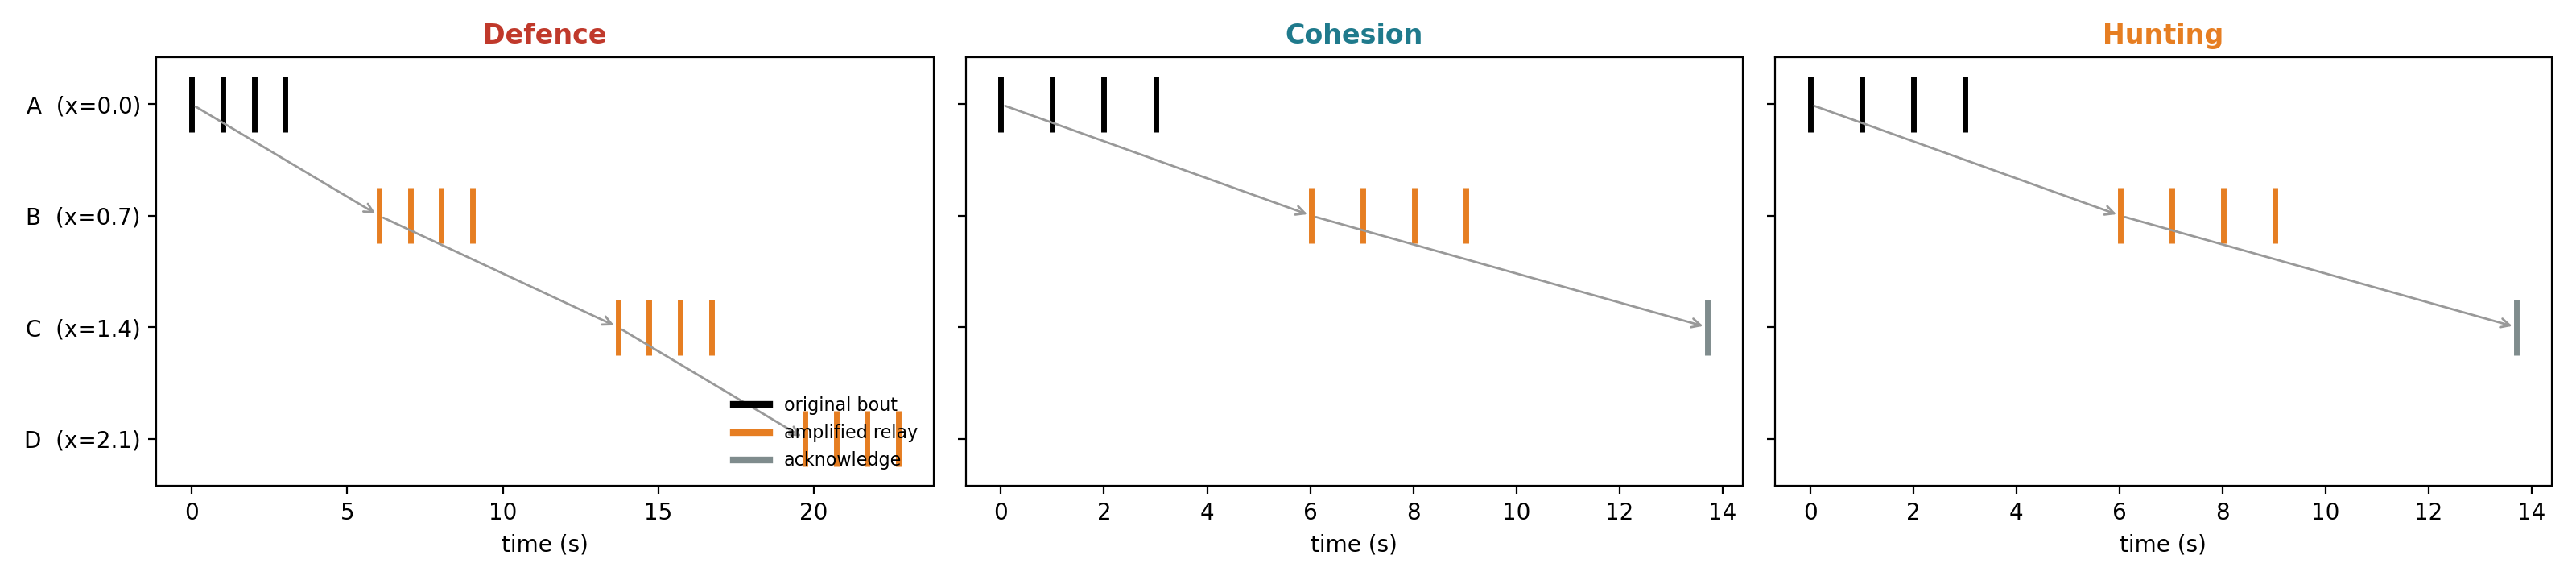 Defence
Cohesion
Hunting
A (x=0.0)
B (x=0.7)
C (x=1.4)
D (x=2.1)
original bout
amplified relay
acknowledge
0 5 10 15 20
0 2 4 6 8 10 12 14
0 2 4 6 8 10 12 14
time (s)
time (s)
time (s)